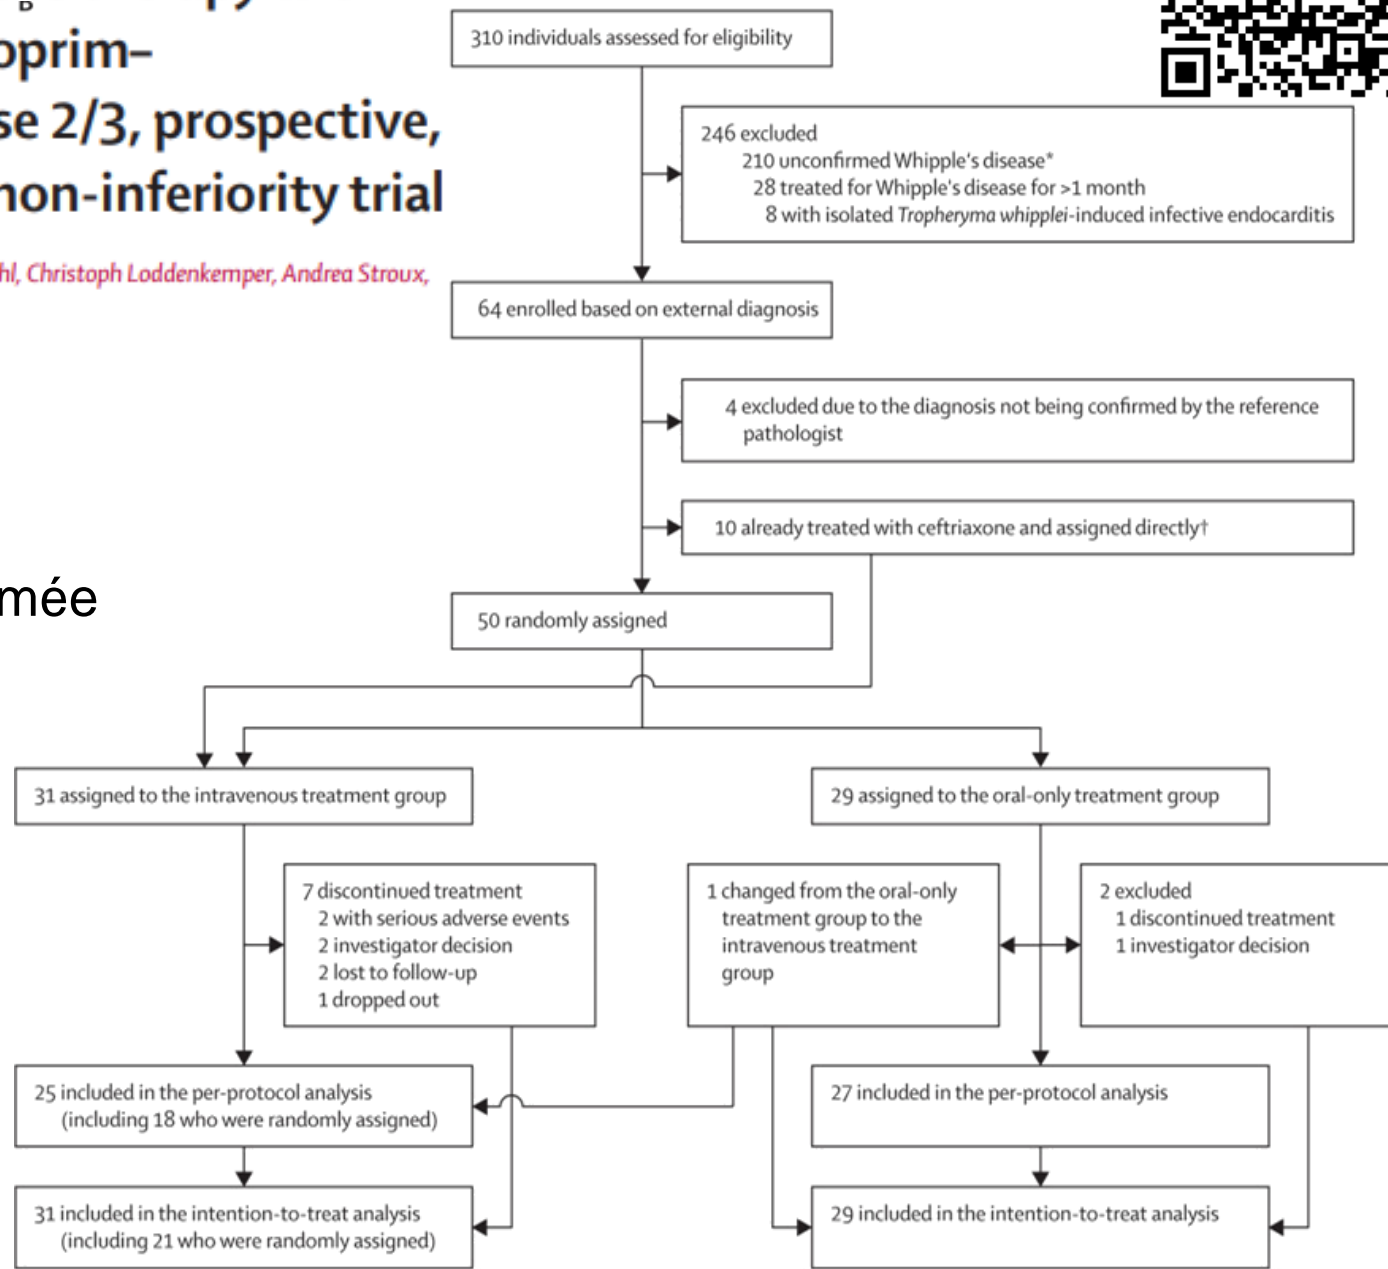 oprim–
se 2/3, prospective,
non-inferiority trial
hl, Christoph Loddenkemper, Andrea Stroux,
mée
310 individuals assessed for eligibility
246 excluded
210 unconfirmed Whipple's disease*
28 treated for Whipple's disease for >1 month
8 with isolated Tropheryma whipplei-induced infective endocarditis
64 enrolled based on external diagnosis
4 excluded due to the diagnosis not being confirmed by the reference
pathologist
10 already treated with ceftriaxone and assigned directly†
50 randomly assigned
31 assigned to the intravenous treatment group
29 assigned to the oral-only treatment group
7 discontinued treatment
2 with serious adverse events
2 investigator decision
2 lost to follow-up
1 dropped out
1 changed from the oral-only
treatment group to the
intravenous treatment
group
2 excluded
1 discontinued treatment
1 investigator decision
25 included in the per-protocol analysis
(including 18 who were randomly assigned)
27 included in the per-protocol analysis
31 included in the intention-to-treat analysis
(including 21 who were randomly assigned)
29 included in the intention-to-treat analysis